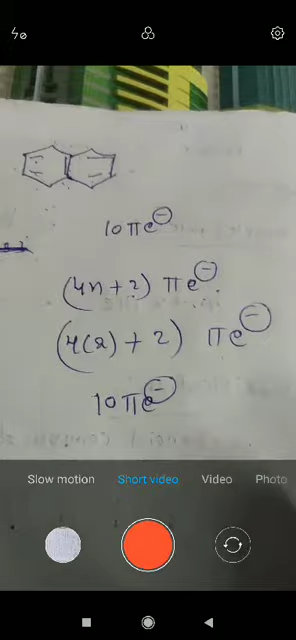 10πe⊖
(4n+2) πe⊖.
(4(2) + 2) πe⊖
10πe⊖
Slow motion Short video Video Photo